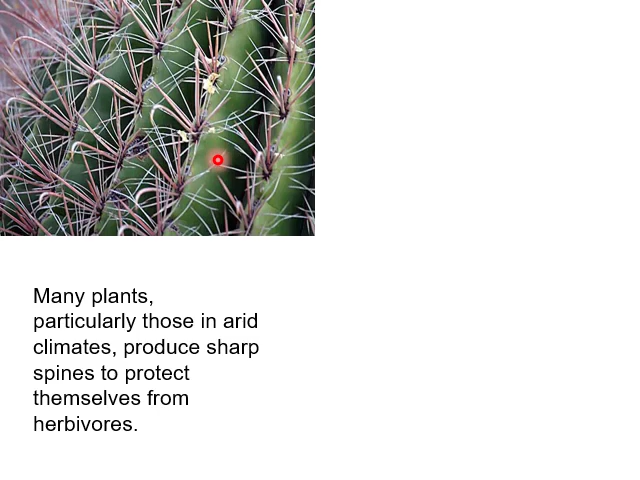 Many plants,
particularly those in arid
climates, produce sharp
spines to protect
themselves from
herbivores.